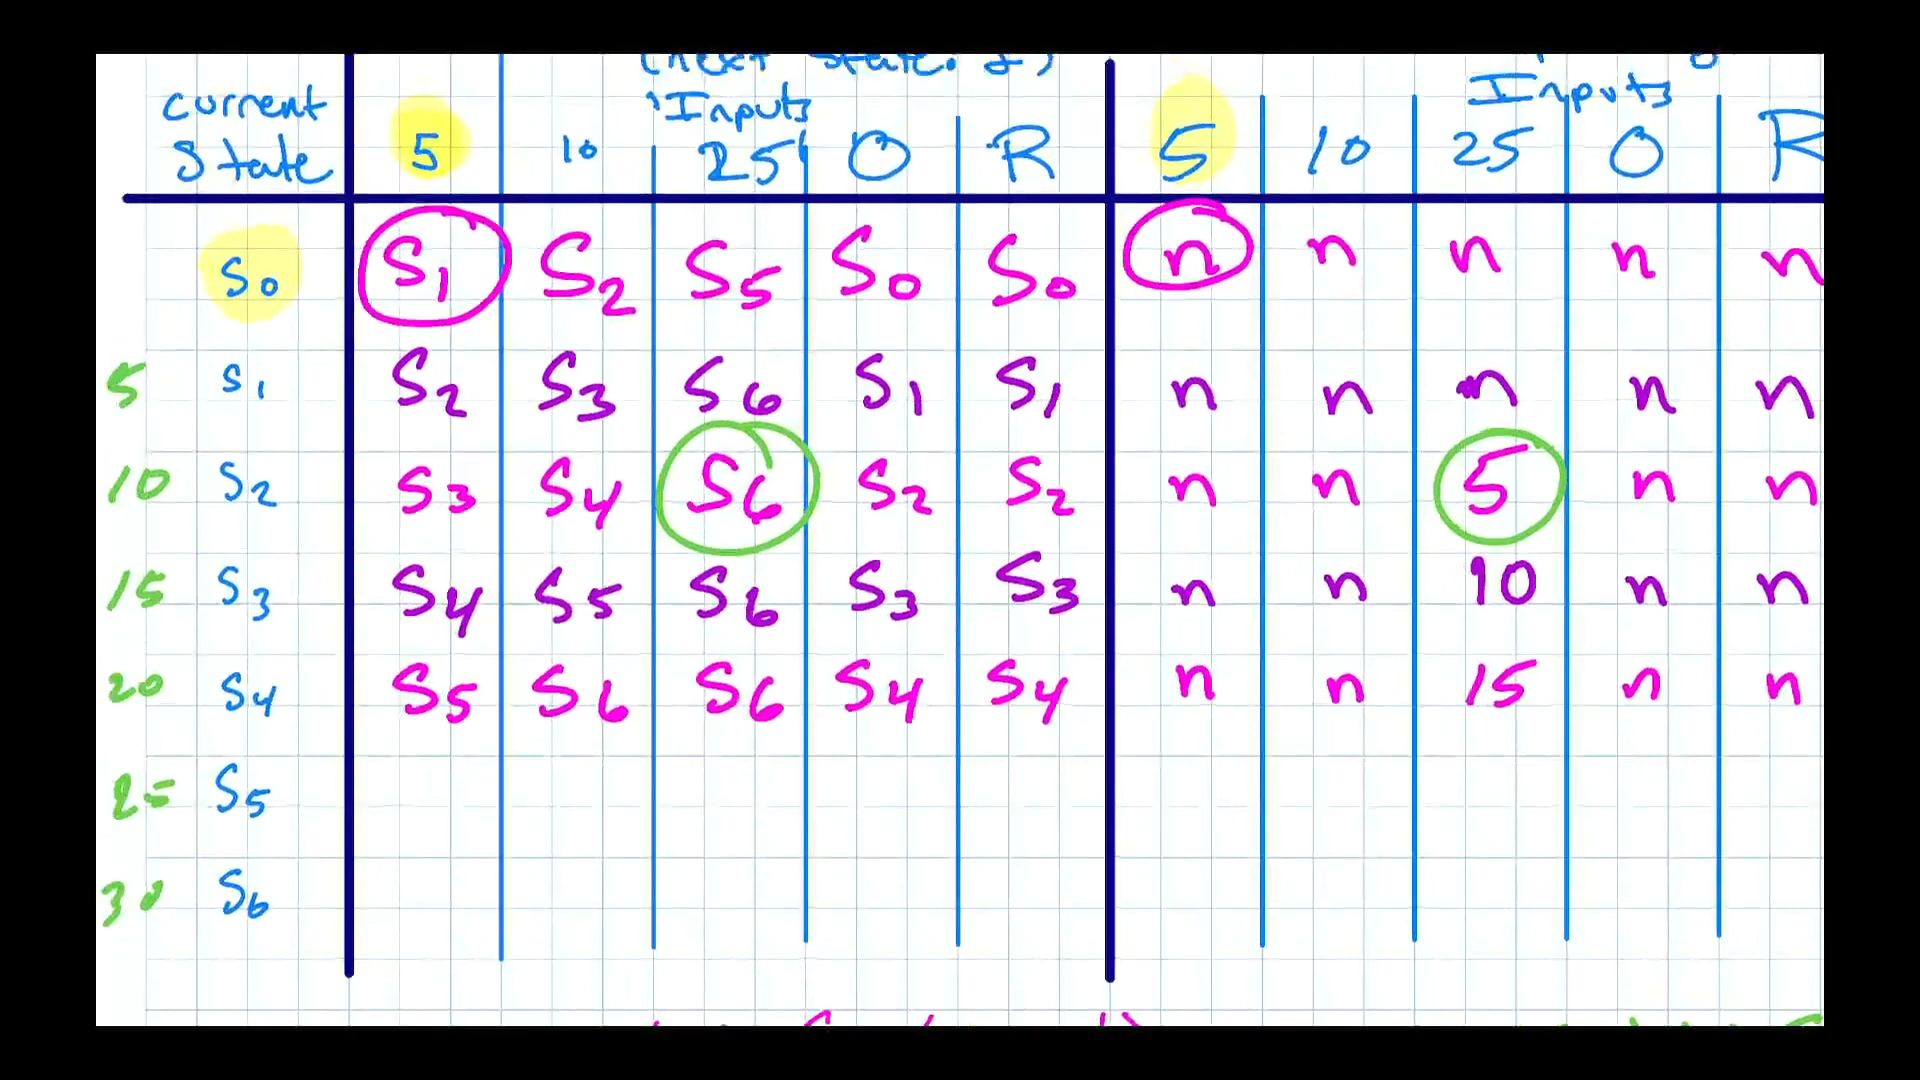 (next state. f)
Inputs Inputs
current
state 5 10 25 O R 5 10 25 O R
S0 S1 S2 S5 S0 S0 n n n n n
5 S1 S2 S3 S6 S1 S1 n n n n n
10 S2 S3 S4 S6 S2 S2 n n 5 n n
15 S3 S4 S5 S6 S3 S3 n n 10 n n
20 S4 S5 S6 S6 S4 S4 n n 15 n n
25 S5
30 S6